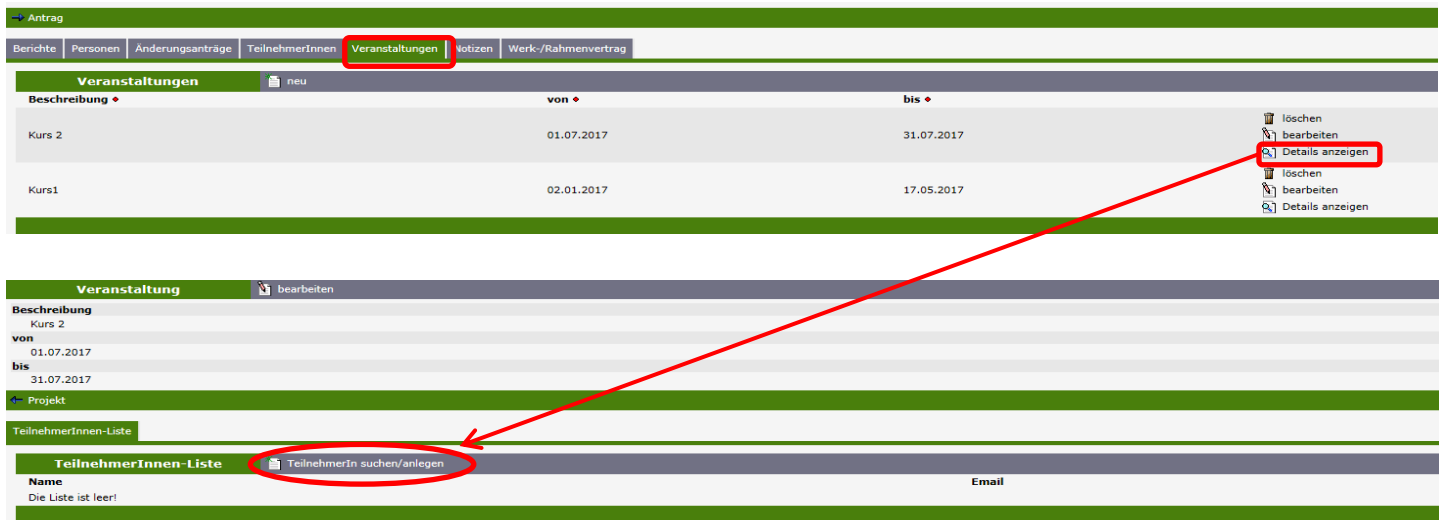 Antrag
Berichte Personen Änderungsanträge TeilnehmerInnen Veranstaltungen Notizen Werk-/Rahmenvertrag
Veranstaltungen neu
Beschreibung von bis
löschen
Kurs 2 01.07.2017 31.07.2017 bearbeiten
Details anzeigen
löschen
Kurs1 02.01.2017 17.05.2017 bearbeiten
Details anzeigen
Veranstaltung bearbeiten
Beschreibung
Kurs 2
von
01.07.2017
bis
31.07.2017
Projekt
TeilnehmerInnen-Liste
TeilnehmerInnen-Liste TeilnehmerIn suchen/anlegen
Name Email
Die Liste ist leer!